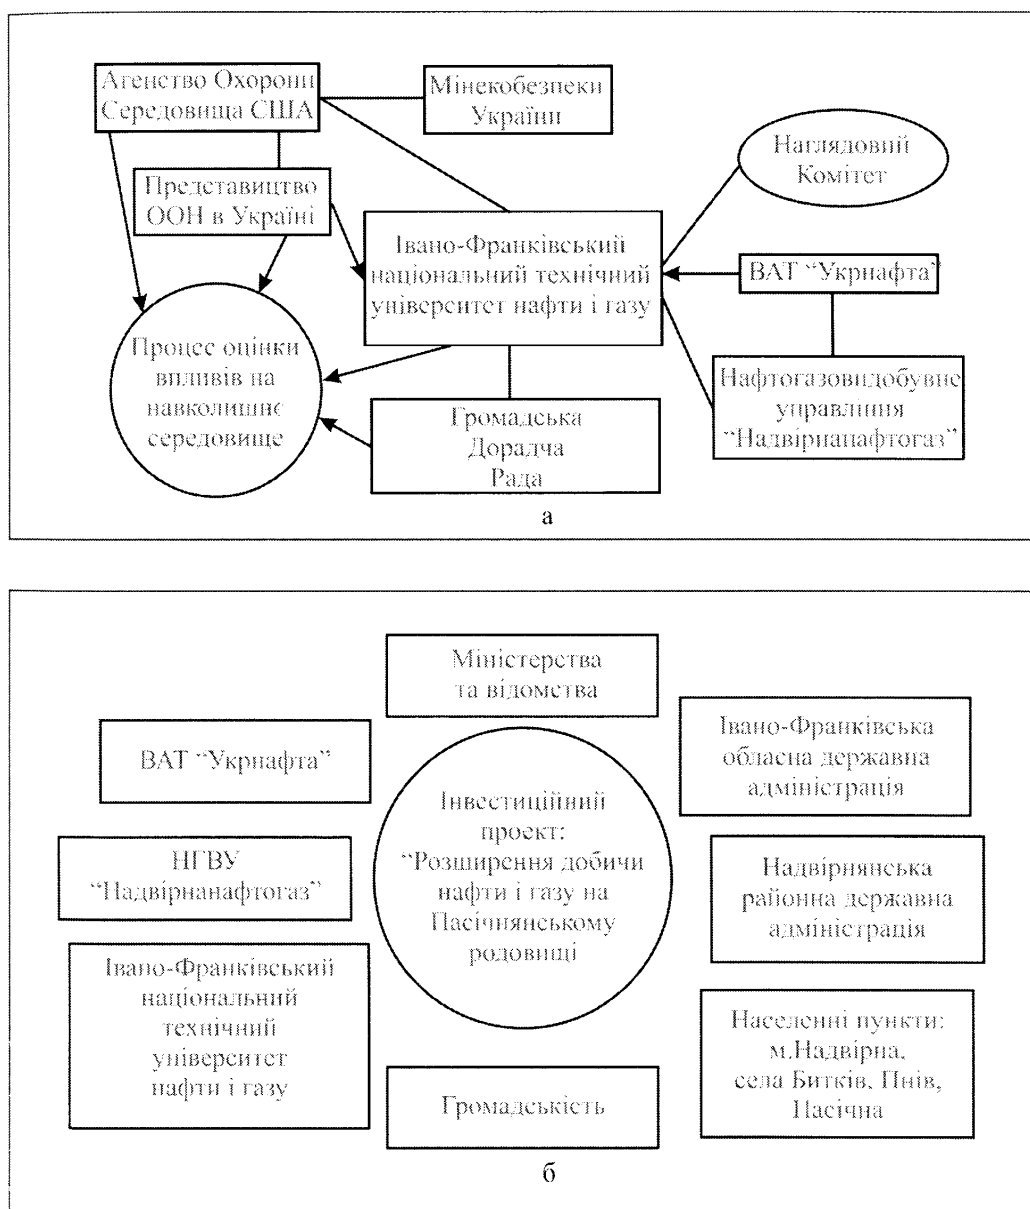 Агенство Охорони
Середовища США
Мінекобезпеки
України
Наглядовий
Комітет
Представицтво
ООН в Україні
Івано-Франківський
національний технічний
університет нафти і газу
ВАТ “Укрнафта”
Процес оцінки
впливів на
навколишнє
середовище
Нафтогазовидобувне
управління
“Надвірнанафтогаз”
Громадська
Дорадча
Рада
а
Міністерства
та відомства
ВАТ “Укрнафта”
Івано-Франківська
обласна державна
адміністрація
Інвестиційний
проект:
“Розширення добичи
нафти і газу на
Пасічнянському
родовищі
НГВУ
“Надвірнанафтогаз”
Надвірнянська
районна державна
адміністрація
Івано-Франківський
національний
технічний
університет
нафти і газу
Населенні пункти:
м.Надвірна,
села Битків, Пнів,
Пасічна
Громадськість
б